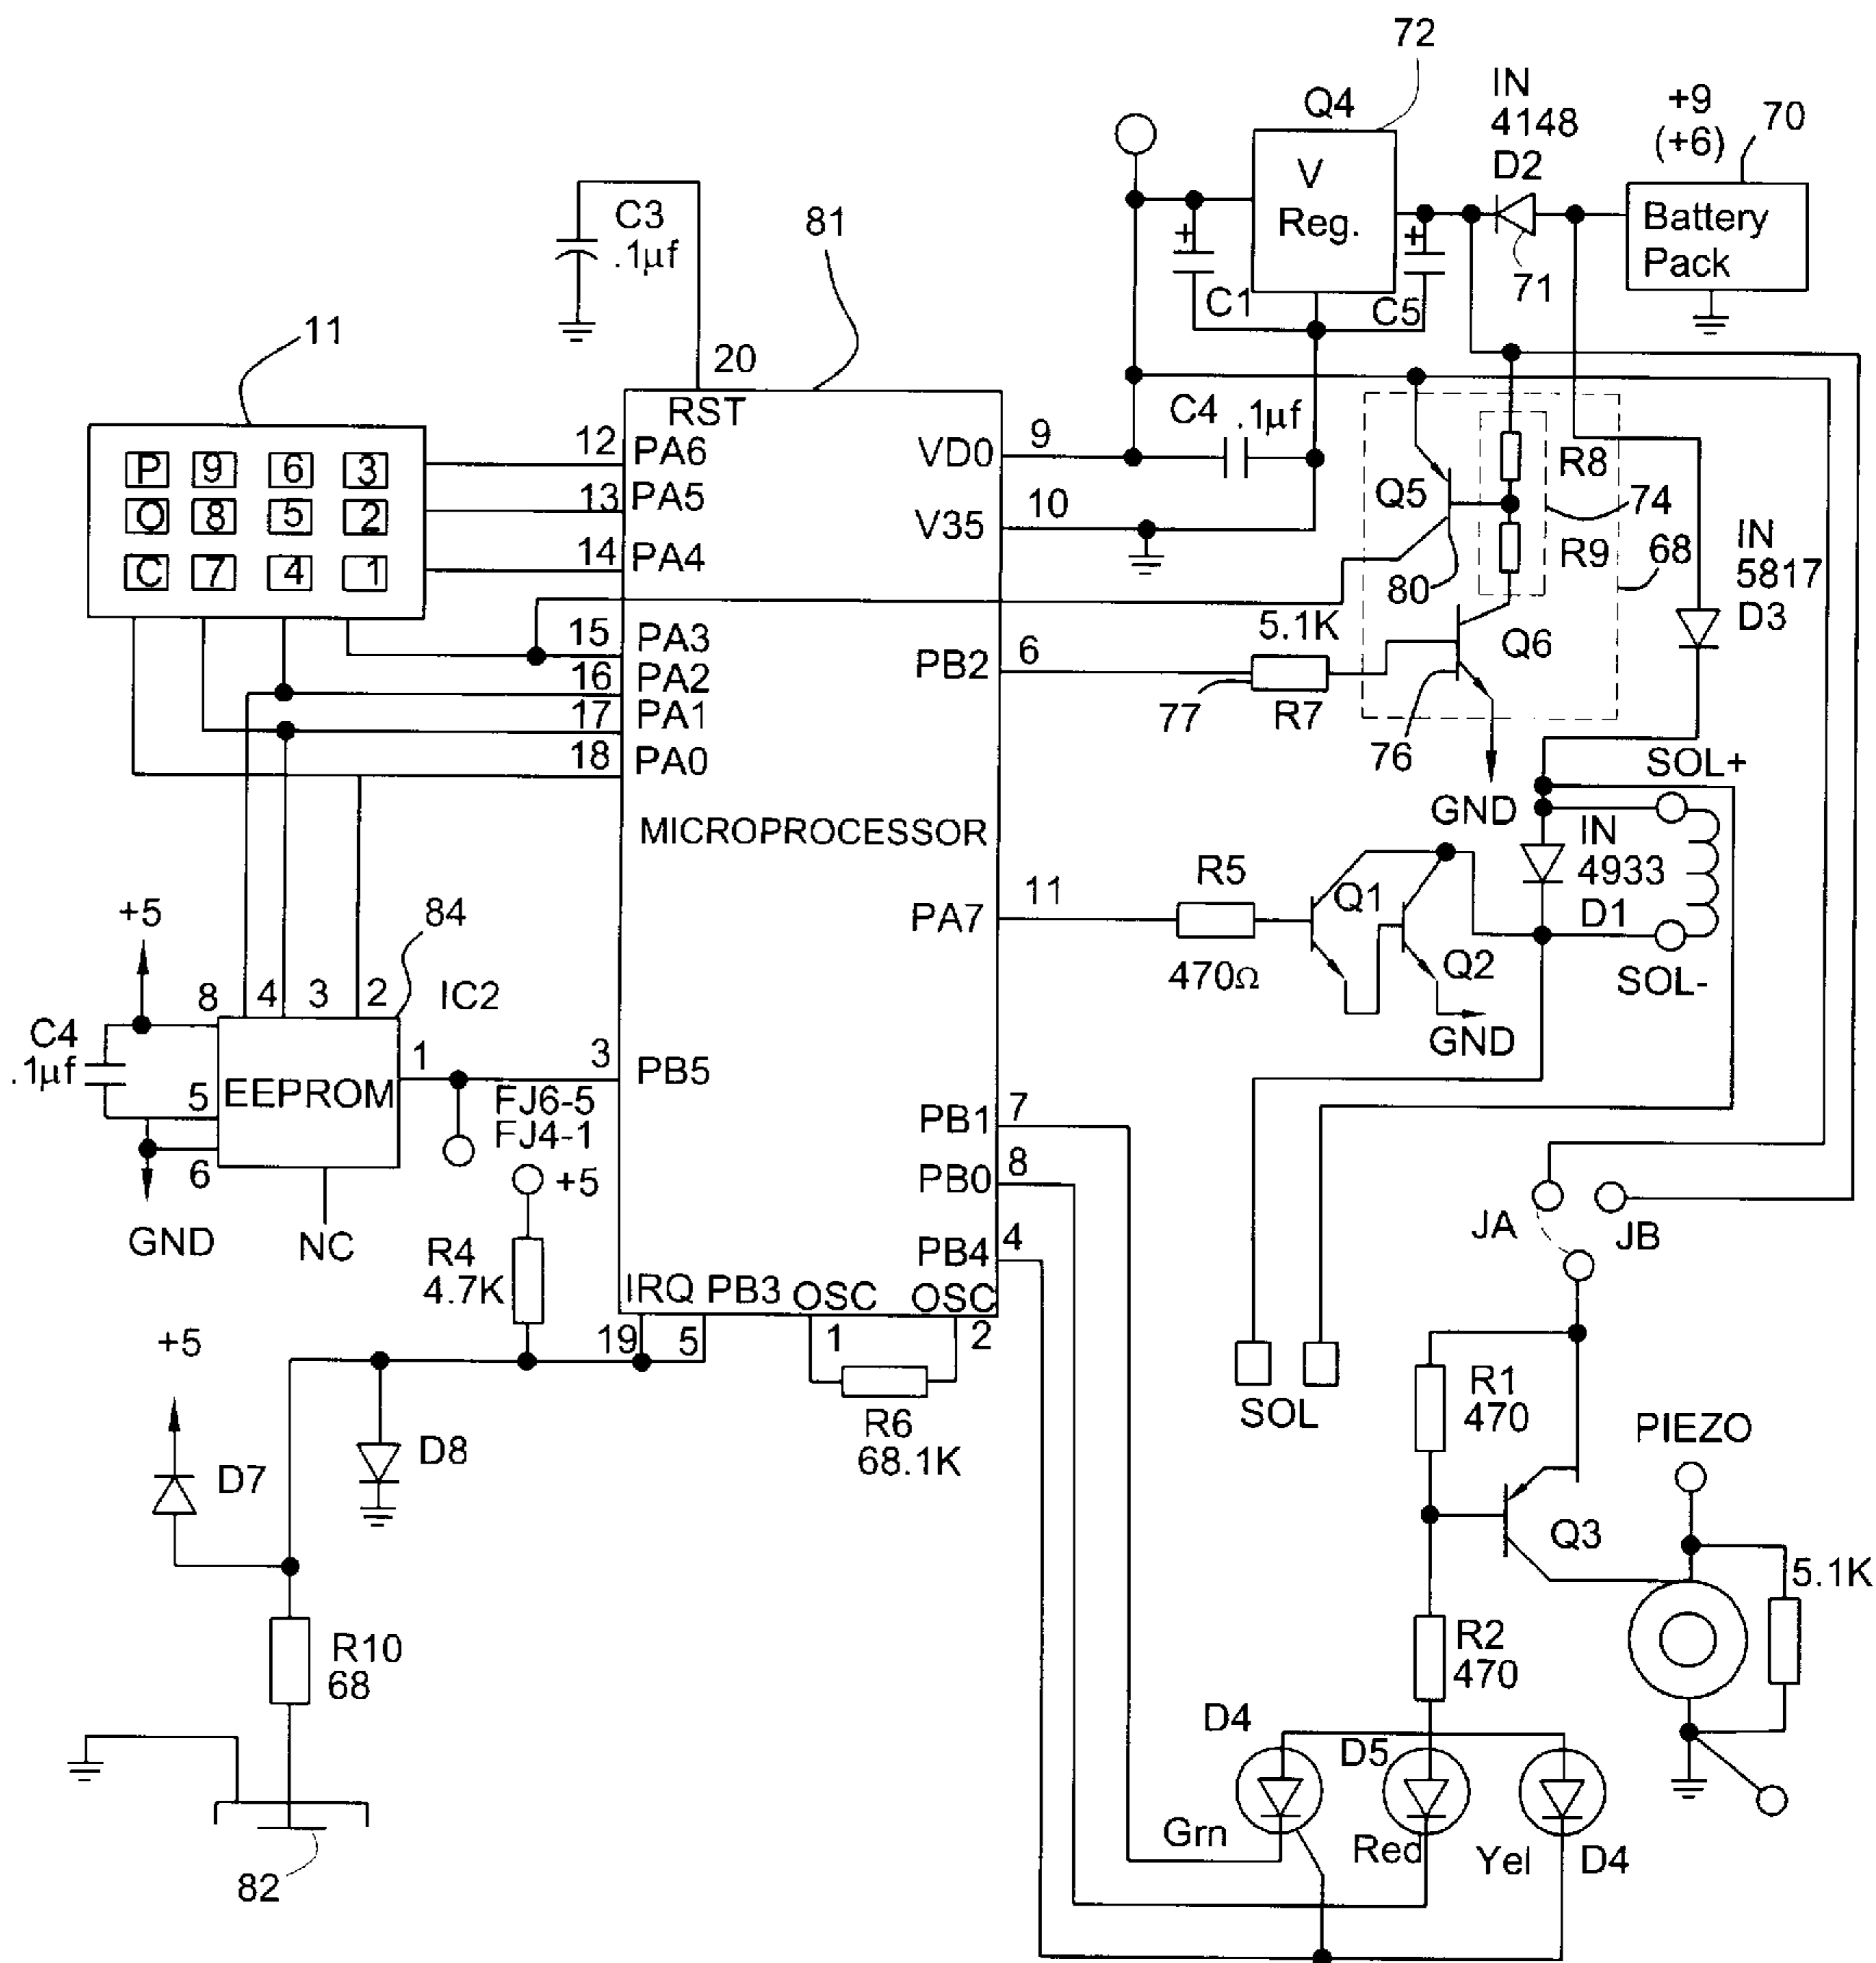 72
Q4
IN
4148
D2
+9
(+6)
70
V
Reg.
Battery
Pack
C3
.1µf
81
+
C1
+
C5
71
11
20
RST
12
PA6
13
PA5
14
PA4
15
PA3
16
PA2
17
PA1
18
PA0
P 9 6 3
O 8 5 2
C 7 4 1
VD0
9
C4 .1µf
V35
10
Q5
R8
74
R9
68
80
IN
5817
D3
PB2
6
5.1K
77
R7
Q6
76
GND
SOL+
MICROPROCESSOR
IN
4933
D1
SOL-
PA7
11
R5
470Ω
Q1
Q2
GND
+5
84
8 4 3 2
IC2
C4
.1µf
EEPROM
1
5
6
GND
NC
3
PB5
FJ6-5
FJ4-1
+5
R4
4.7K
PB1
7
PB0
8
PB4
4
IRQ PB3 OSC OSC
19 5 1 2
R6
68.1K
JA
JB
SOL
+5
D7
D8
R10
68
82
R1
470
PIEZO
Q3
5.1K
R2
470
D4
D5
Grn
Red
Yel
D4